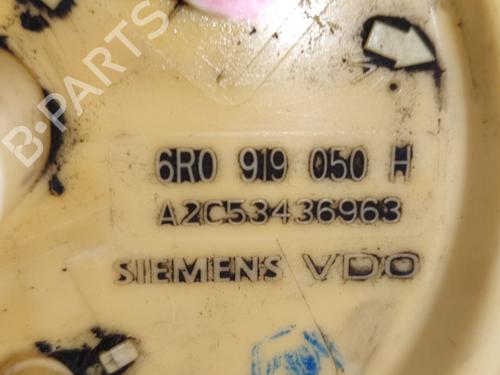 B-PARTS
6R0 919 050 H
A2C53436963
SIEMENS VDO